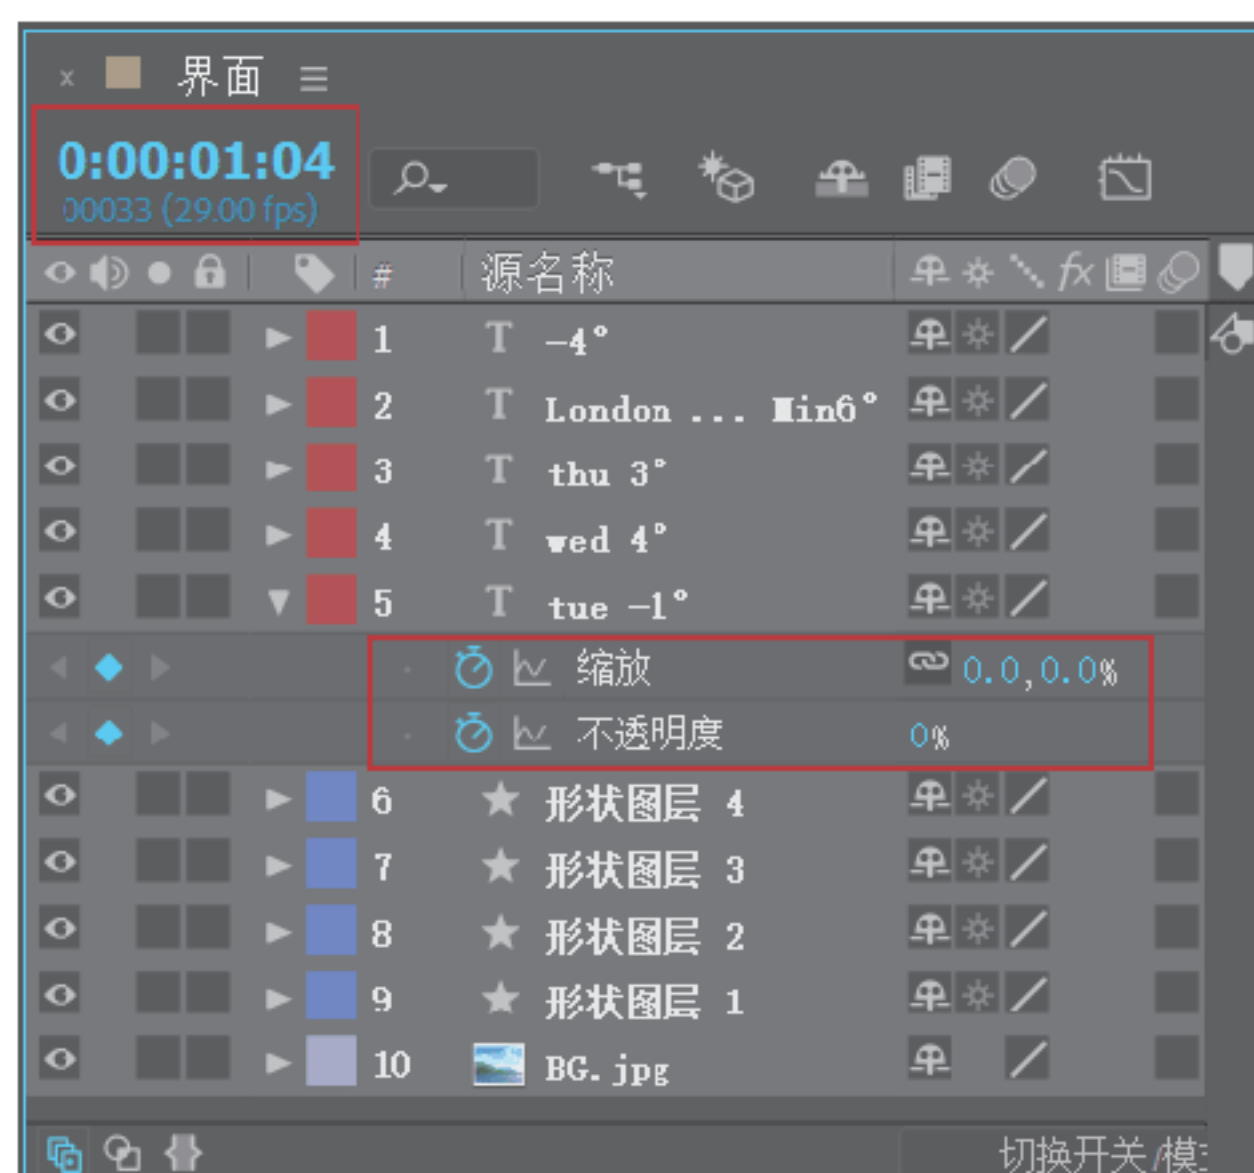 x 界面
0:00:01:04
00033 (29.00 fps)
# 源名称 fx
1 T -4°
2 T London ... Min6°
3 T thu 3°
4 T wed 4°
5 T tue -1°
缩放 0.0,0.0%
不透明度 0%
6 形状图层 4
7 形状图层 3
8 形状图层 2
9 形状图层 1
10 BG.jpg
切换开关/模